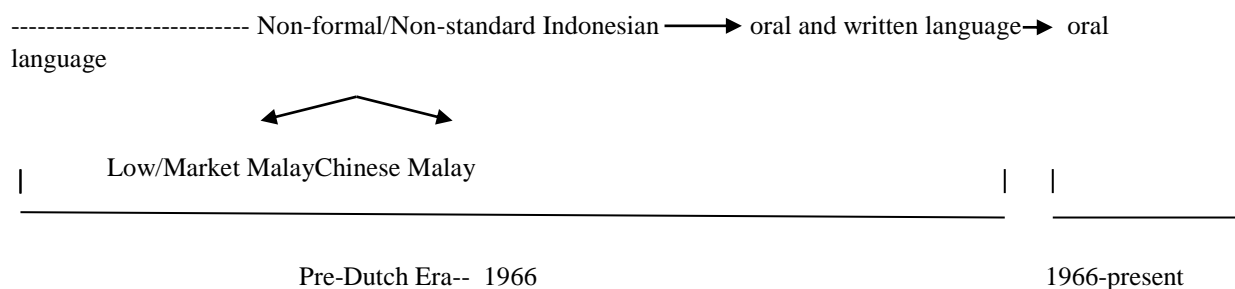 -------------------------- Non-formal/Non-standard Indonesian oral and written language oral
language
Low/Market MalayChinese Malay
Pre-Dutch Era-- 1966 1966-present